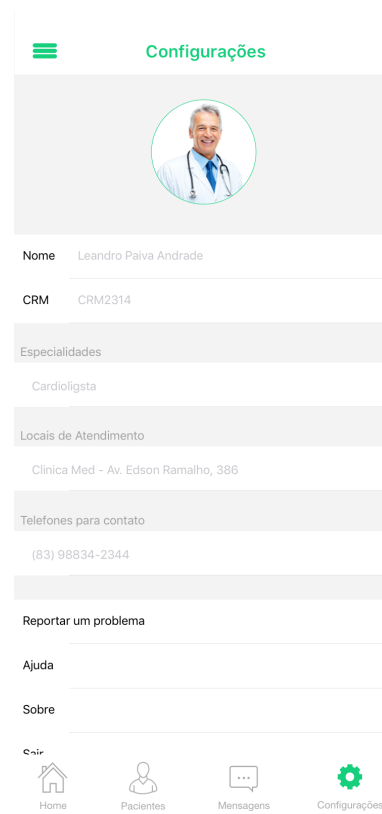 Configurações
Nome Leandro Paiva Andrade
CRM CRM2314
Especialidades
Cardioligsta
Locais de Atendimento
Clinica Med - Av. Edson Ramalho, 386
Telefones para contato
(83) 98834-2344
Reportar um problema
Ajuda
Sobre
Sair
Home Pacientes Mensagens Configurações